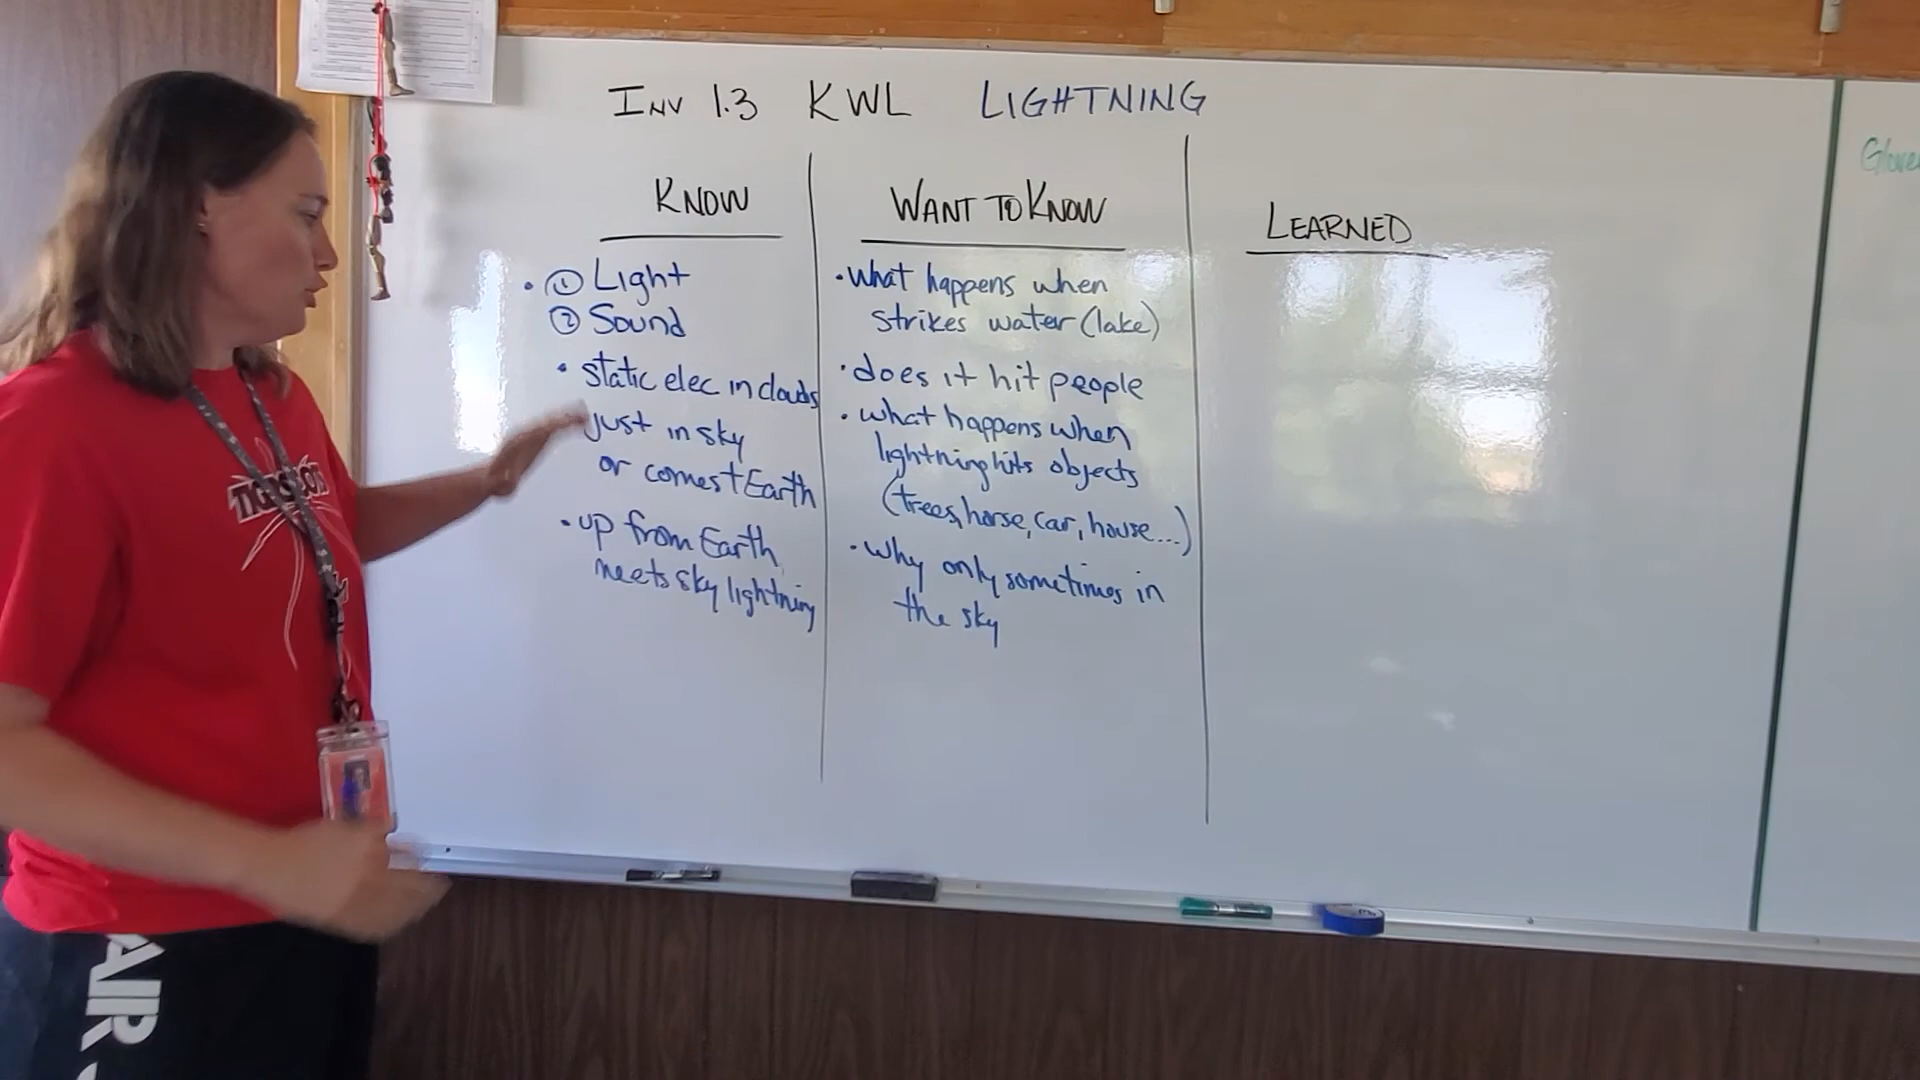 INV 1.3 KWL LIGHTNING
KNOW
• ① Light
② Sound
• static elec in clouds
• just in sky
or comes t Earth
• up from Earth
meets sky lightning
WANT TO KNOW
• what happens when
strikes water (lake)
• does it hit people
• what happens when
lightning hits objects
(trees, horse, car, house...)
• why only sometimes in
the sky
LEARNED
AIR